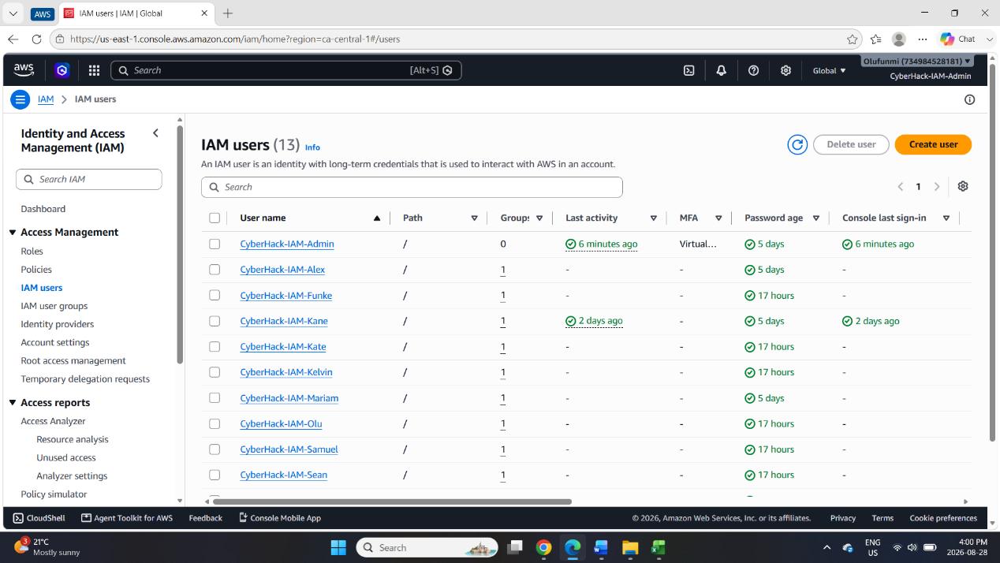 AWS
IAM users | IAM | Global
https://us-east-1.console.aws.amazon.com/iam/home?region=ca-central-1#/users
Chat
aws
Search
[Alt+S]
Global
Olufunmi (734984528181)
CyberHack-IAM-Admin
IAM
IAM users
Identity and Access
Management (IAM)
Search IAM
Dashboard
Access Management
Roles
Policies
IAM users
IAM user groups
Identity providers
Account settings
Root access management
Temporary delegation requests
Access reports
Access Analyzer
Resource analysis
Unused access
Analyzer settings
Policy simulator
IAM users (13) Info
Delete user
Create user
An IAM user is an identity with long-term credentials that is used to interact with AWS in an account.
Search
1
User name Path Groups Last activity MFA Password age Console last sign-in
CyberHack-IAM-Admin / 0 6 minutes ago Virtual... 5 days 6 minutes ago
CyberHack-IAM-Alex / 1 - - 5 days -
CyberHack-IAM-Funke / 1 - - 17 hours -
CyberHack-IAM-Kane / 1 2 days ago - 5 days 2 days ago
CyberHack-IAM-Kate / 1 - - 17 hours -
CyberHack-IAM-Kelvin / 1 - - 17 hours -
CyberHack-IAM-Mariam / 1 - - 5 days -
CyberHack-IAM-Olu / 1 - - 17 hours -
CyberHack-IAM-Samuel / 1 - - 17 hours -
CyberHack-IAM-Sean / 1 - - 17 hours -
CloudShell
Agent Toolkit for AWS
Feedback
Console Mobile App
© 2026, Amazon Web Services, Inc. or its affiliates.
Privacy
Terms
Cookie preferences
3
21°C
Mostly sunny
Search
ENG
US
4:00 PM
2026-08-28